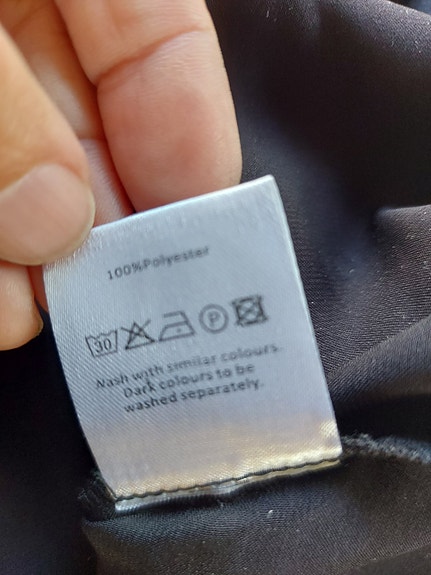 100%Polyester
30 P
Wash with similar colours.
Dark colours to be
washed separately.